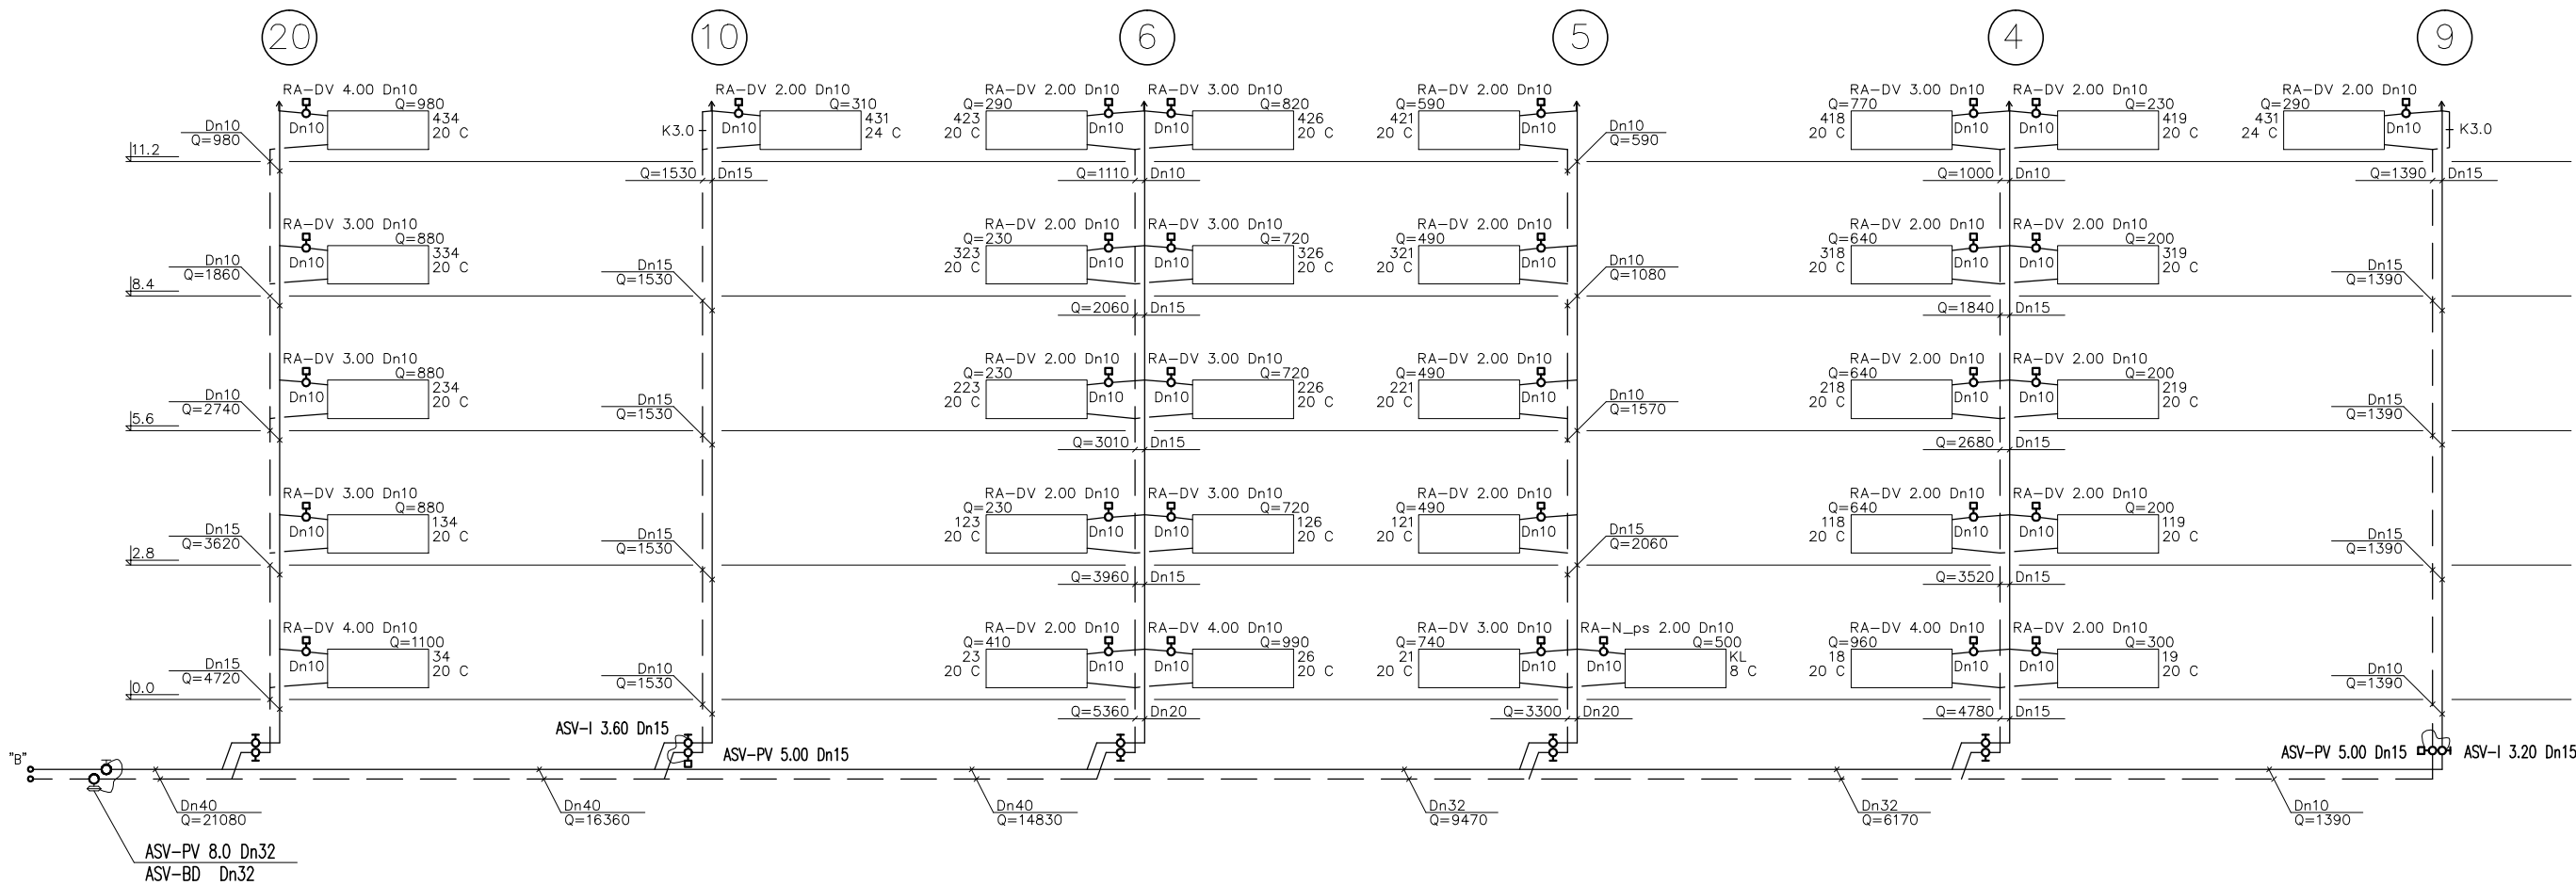 20 10 6 5 4 9
RA-DV 4.00 Dn10 RA-DV 2.00 Dn10 RA-DV 2.00 Dn10 RA-DV 3.00 Dn10 RA-DV 2.00 Dn10 RA-DV 3.00 Dn10 RA-DV 2.00 Dn10 RA-DV 2.00 Dn10
Q=980 Q=310 Q=290 Q=820 Q=590 Q=770 Q=230 Q=290
434 431 423 426 421 418 419 431
Dn10 Dn10 Dn10 Dn10 Dn10 Dn10 Dn10 Dn10
20 C 24 C 20 C 20 C 20 C 20 C 20 C 24 C
K3.0 K3.0
Dn10 Dn10
Q=980 Q=590
11.2
Q=1530 Dn15 Q=1110 Dn10 Q=1000 Dn10 Q=1390 Dn15
RA-DV 3.00 Dn10 RA-DV 2.00 Dn10 RA-DV 3.00 Dn10 RA-DV 2.00 Dn10 RA-DV 2.00 Dn10 RA-DV 2.00 Dn10
Q=880 Q=230 Q=720 Q=490 Q=640 Q=200
334 323 326 321 318 319
Dn10 Dn10 Dn10 Dn10 Dn10 Dn10
20 C 20 C 20 C 20 C 20 C 20 C
Dn10 Dn15 Dn10 Dn15
Q=1860 Q=1530 Q=1080 Q=1390
8.4
Q=2060 Dn15 Q=1840 Dn15
RA-DV 3.00 Dn10 RA-DV 2.00 Dn10 RA-DV 3.00 Dn10 RA-DV 2.00 Dn10 RA-DV 2.00 Dn10 RA-DV 2.00 Dn10
Q=880 Q=230 Q=720 Q=490 Q=640 Q=200
234 223 226 221 218 219
Dn10 Dn10 Dn10 Dn10 Dn10 Dn10
20 C 20 C 20 C 20 C 20 C 20 C
Dn10 Dn15 Dn10 Dn15
Q=2740 Q=1530 Q=1570 Q=1390
5.6
Q=3010 Dn15 Q=2680 Dn15
RA-DV 3.00 Dn10 RA-DV 2.00 Dn10 RA-DV 3.00 Dn10 RA-DV 2.00 Dn10 RA-DV 2.00 Dn10 RA-DV 2.00 Dn10
Q=880 Q=230 Q=720 Q=490 Q=640 Q=200
134 123 126 121 118 119
Dn10 Dn10 Dn10 Dn10 Dn10 Dn10
20 C 20 C 20 C 20 C 20 C 20 C
Dn15 Dn15 Dn15 Dn15
Q=3620 Q=1530 Q=2060 Q=1390
2.8
Q=3960 Dn15 Q=3520 Dn15
RA-DV 4.00 Dn10 RA-DV 2.00 Dn10 RA-DV 4.00 Dn10 RA-DV 3.00 Dn10 RA-N_ps 2.00 Dn10 RA-DV 4.00 Dn10 RA-DV 2.00 Dn10
Q=1100 Q=410 Q=990 Q=740 Q=500 Q=960 Q=300
34 23 26 21 KL 18 19
Dn10 Dn10 Dn10 Dn10 Dn10 Dn10 Dn10
20 C 20 C 20 C 20 C 8 C 20 C 20 C
Dn15 Dn10 Dn10
Q=4720 Q=1530 Q=1390
0.0
Q=5360 Dn20 Q=3300 Dn20 Q=4780 Dn15
ASV-I 3.60 Dn15
ASV-PV 5.00 Dn15 ASV-PV 5.00 Dn15 ASV-I 3.20 Dn15
"B"
Dn40 Dn40 Dn40 Dn32 Dn32 Dn10
Q=21080 Q=16360 Q=14830 Q=9470 Q=6170 Q=1390
ASV-PV 8.0 Dn32
ASV-BD Dn32